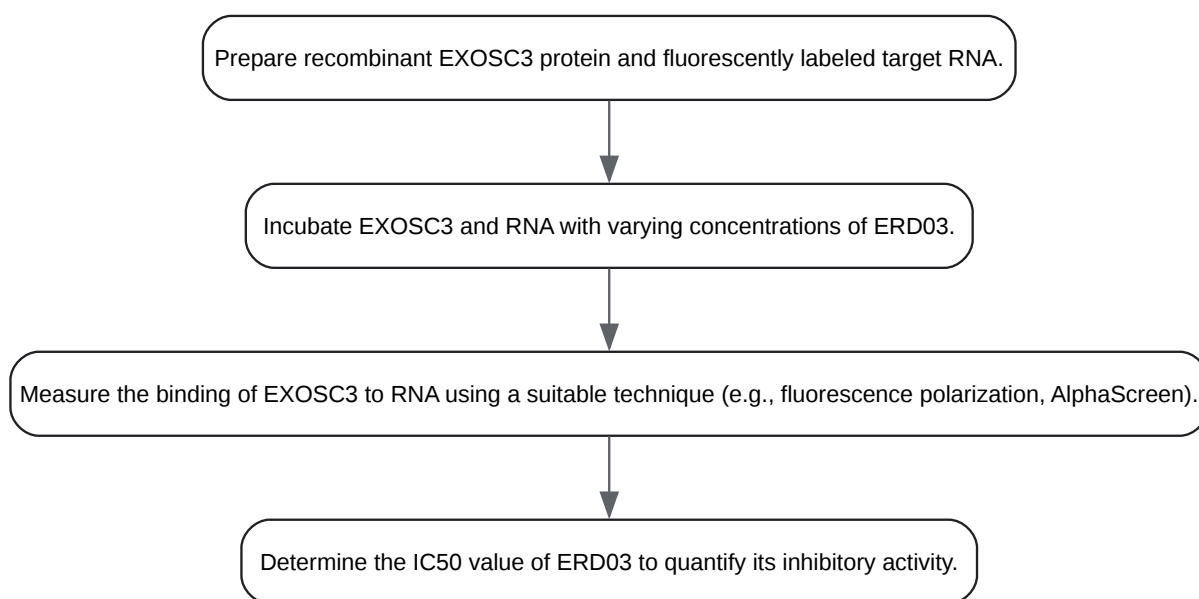 Prepare recombinant EXOSC3 protein and fluorescently labeled target RNA.
Incubate EXOSC3 and RNA with varying concentrations of ERD03.
Measure the binding of EXOSC3 to RNA using a suitable technique (e.g., fluorescence polarization, AlphaScreen).
Determine the IC50 value of ERD03 to quantify its inhibitory activity.